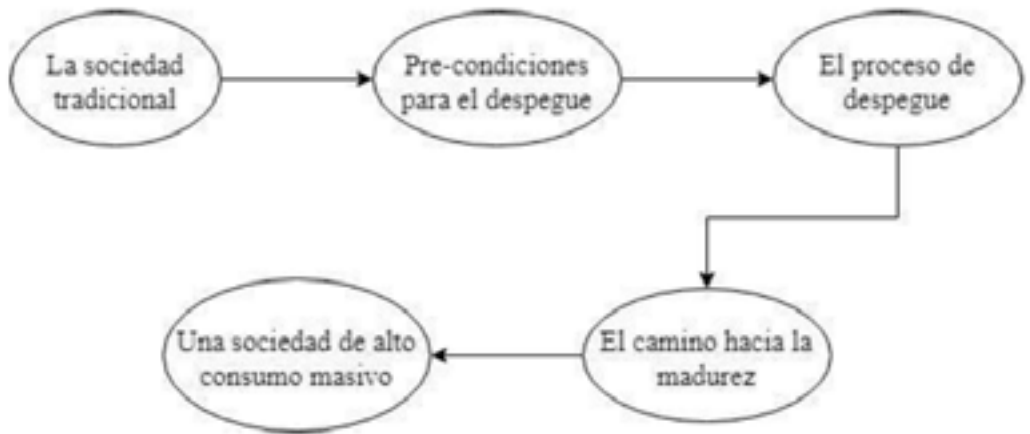 La sociedad
tradicional
Pre-condiciones
para el despegue
El proceso de
despegue
El camino hacia la
madurez
Una sociedad de alto
consumo masivo